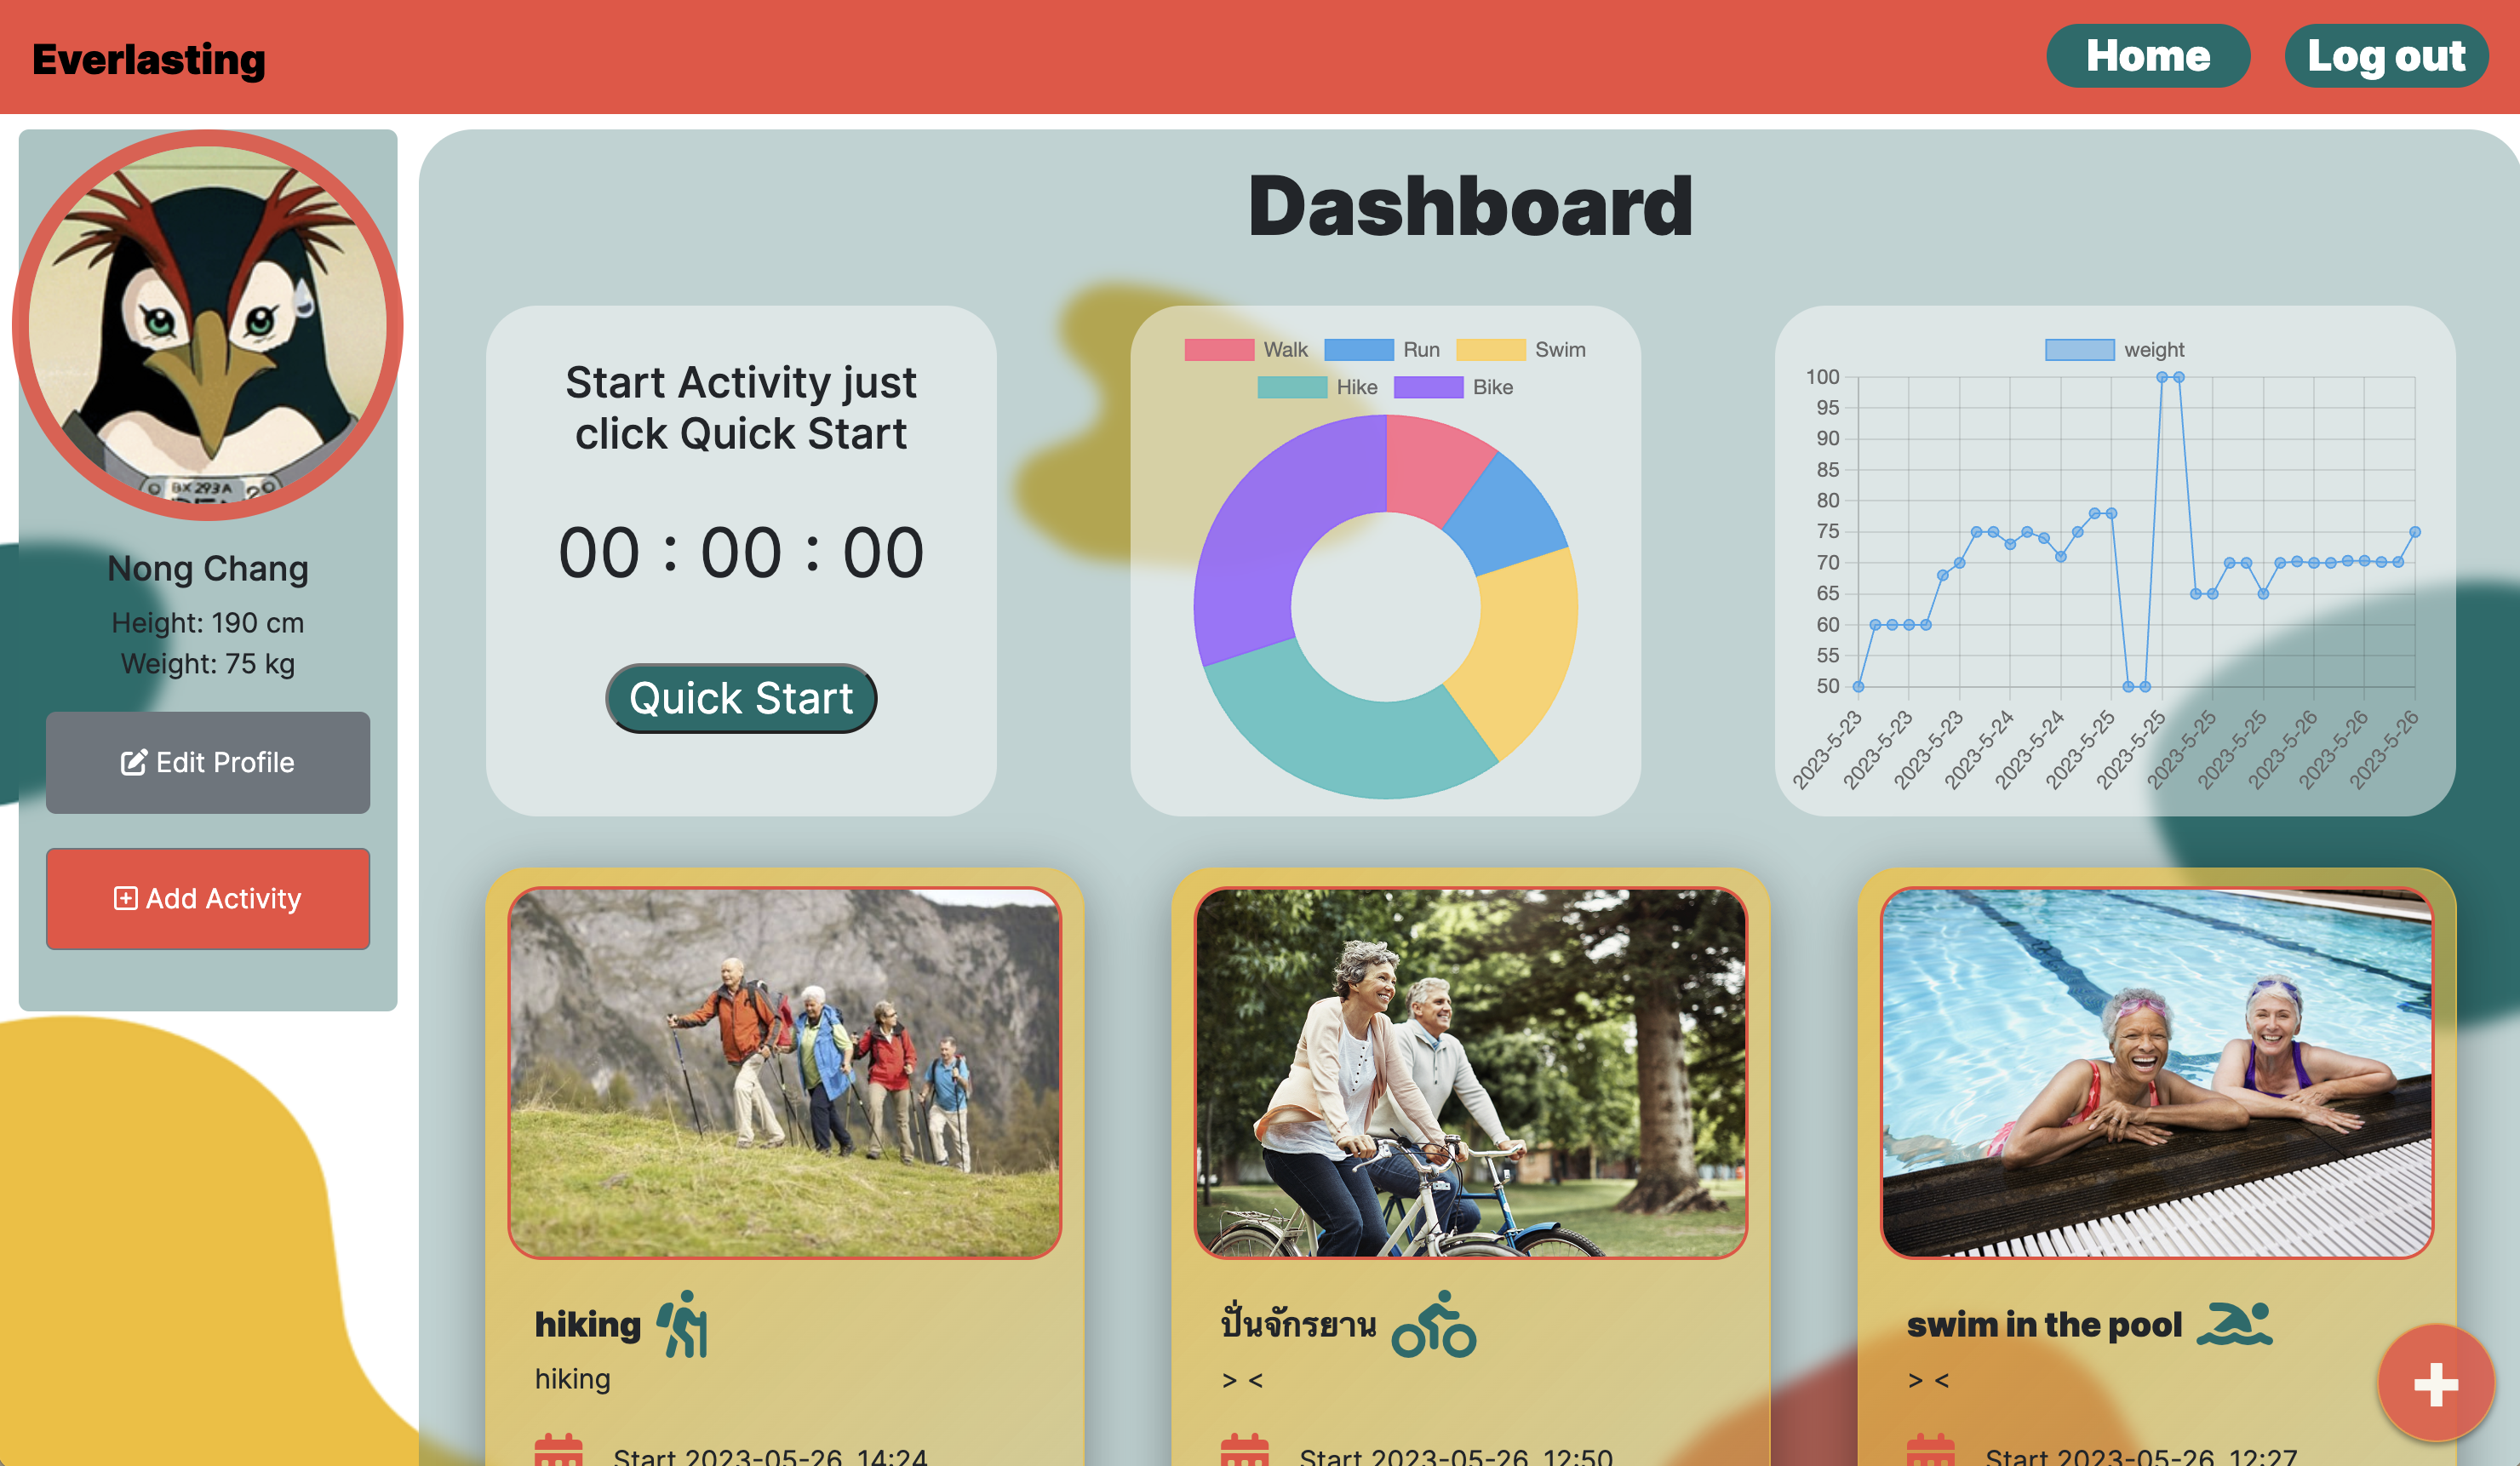 Everlasting
Home
Log out
BX 293A
Nong Chang
Height: 190 cm
Weight: 75 kg
Edit Profile
Add Activity
Dashboard
Start Activity just
click Quick Start
00 : 00 : 00
Quick Start
Walk Run Swim
Hike Bike
weight
100
95
90
85
80
75
70
65
60
55
50
2023-5-23
2023-5-23
2023-5-23
2023-5-24
2023-5-24
2023-5-25
2023-5-25
2023-5-25
2023-5-25
2023-5-26
2023-5-26
2023-5-26
hiking
hiking
Start 2023-05-26 14:24
ปั่นจักรยาน
> <
Start 2023-05-26 12:50
swim in the pool
> <
Start 2023-05-26 12:27